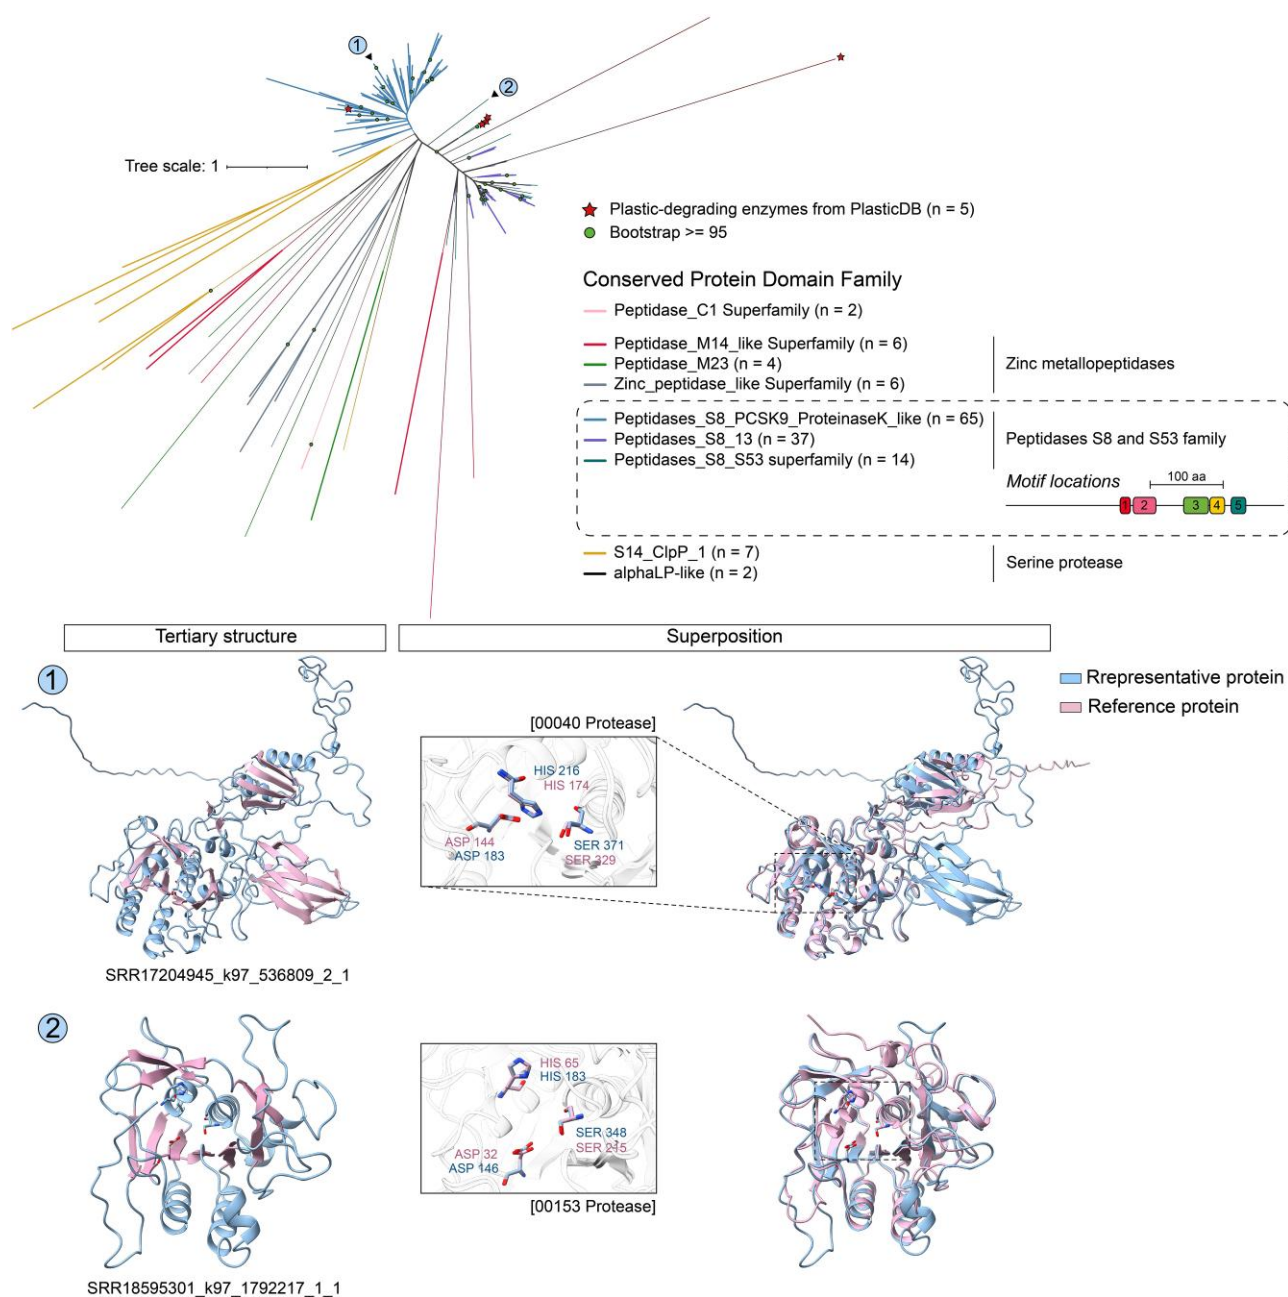 1
2
Tree scale: 1
Plastic-degrading enzymes from PlasticDB (n = 5)
Bootstrap >= 95
Conserved Protein Domain Family
Peptidase_C1 Superfamily (n = 2)
Peptidase_M14_like Superfamily (n = 6)
Peptidase_M23 (n = 4)
Zinc_peptidase_like Superfamily (n = 6)
Zinc metallopeptidases
Peptidases_S8_PCSK9_ProteinaseK_like (n = 65)
Peptidases_S8_13 (n = 37)
Peptidases_S8_S53 superfamily (n = 14)
Peptidases S8 and S53 family
Motif locations
100 aa
1 2 3 4 5
S14_ClpP_1 (n = 7)
alphaLP-like (n = 2)
Serine protease
Tertiary structure
Superposition
Rrepresentative protein
Reference protein
1
[00040 Protease]
HIS 216
HIS 174
ASP 144
ASP 183
SER 371
SER 329
SRR17204945_k97_536809_2_1
2
HIS 65
HIS 183
SER 348
SER 215
ASP 32
ASP 146
[00153 Protease]
SRR18595301_k97_1792217_1_1